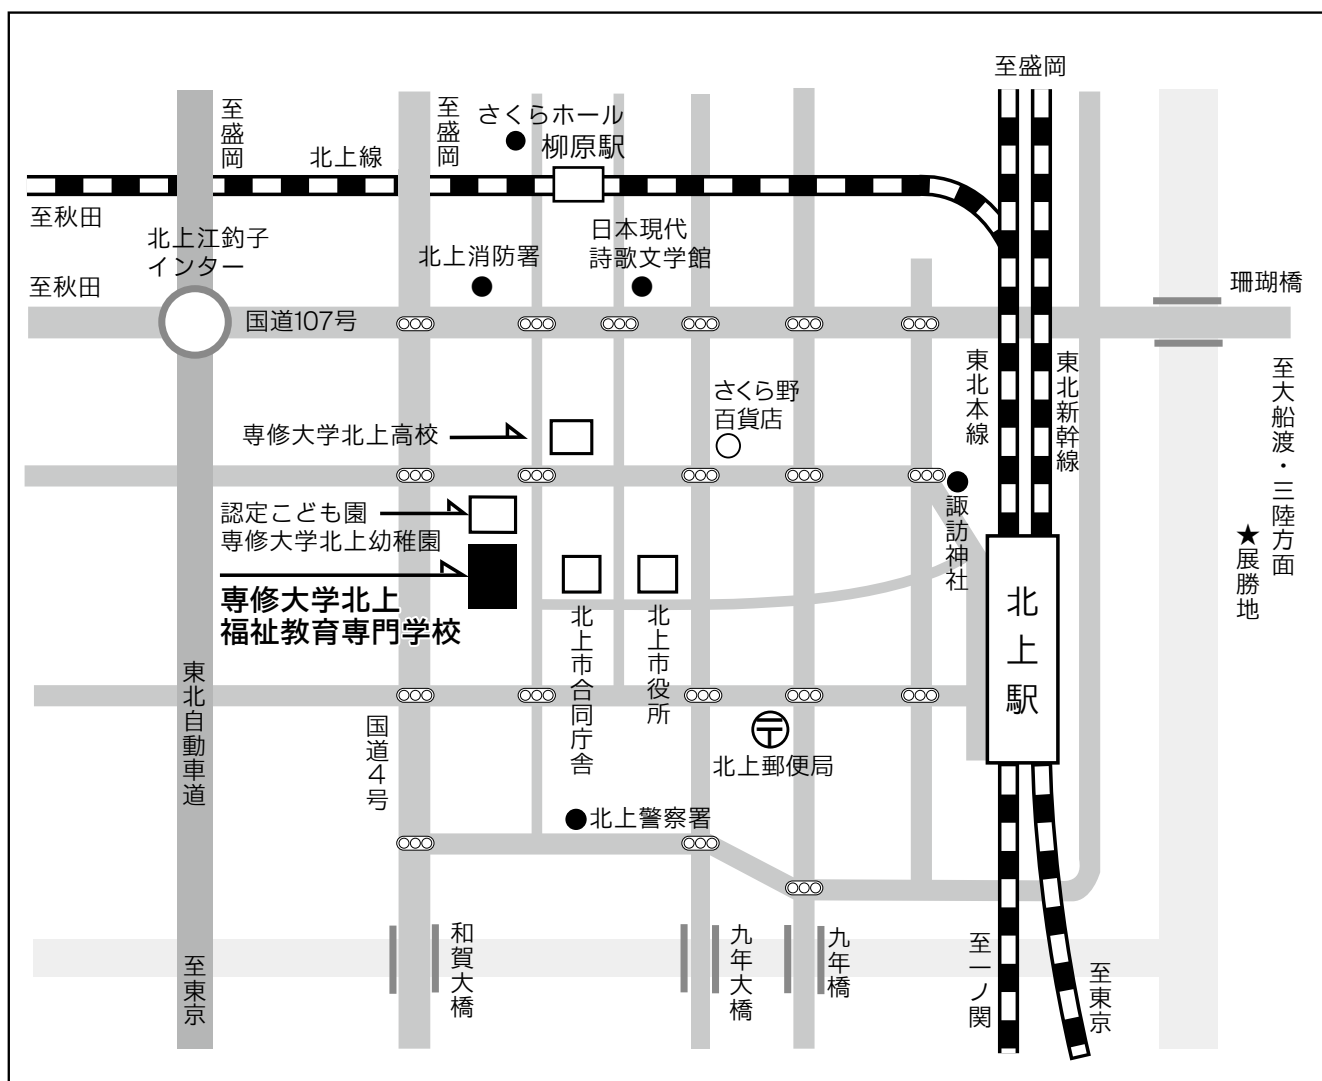 至盛岡
至盛岡
至盛岡
さくらホール
柳原駅
北上線
至秋田
北上江釣子
インター
日本現代
詩歌文学館
北上消防署
至秋田
珊瑚橋
国道107号
東北本線
東北新幹線
至大船渡・三陸方面
さくら野
百貨店
専修大学北上高校
諏訪神社
★展勝地
認定こども園
専修大学北上幼稚園
専修大学北上
福祉教育専門学校
北上駅
北上市合同庁舎
北上市役所
東北自動車道
国道4号
〒
北上郵便局
北上警察署
和賀大橋
九年大橋
九年橋
至一ノ関
至東京
至東京